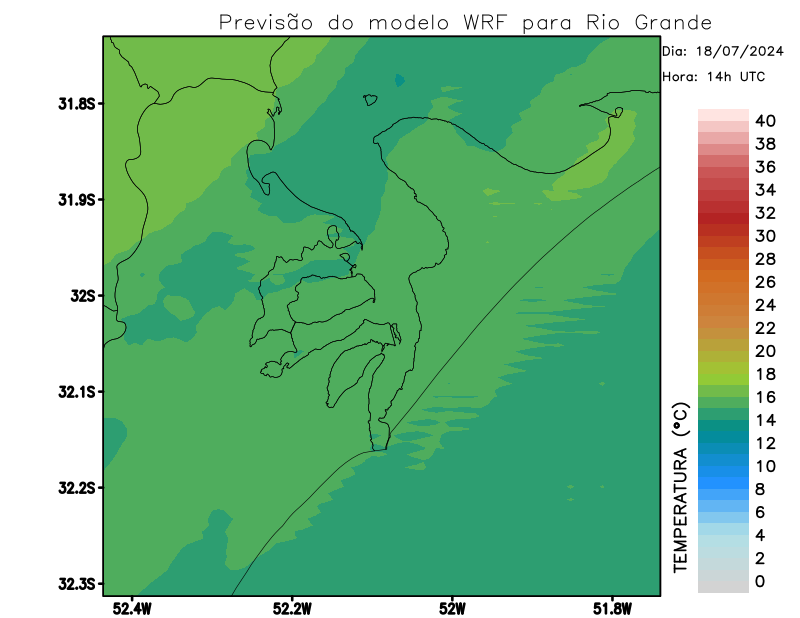 Previsão do modelo WRF para Rio Grande
Dia: 18/07/2024
Hora: 14h UTC
31.8S
31.9S
32S
32.1S
32.2S
32.3S
52.4W
52.2W
52W
51.8W
TEMPERATURA (°C)
40
38
36
34
32
30
28
26
24
22
20
18
16
14
12
10
8
6
4
2
0